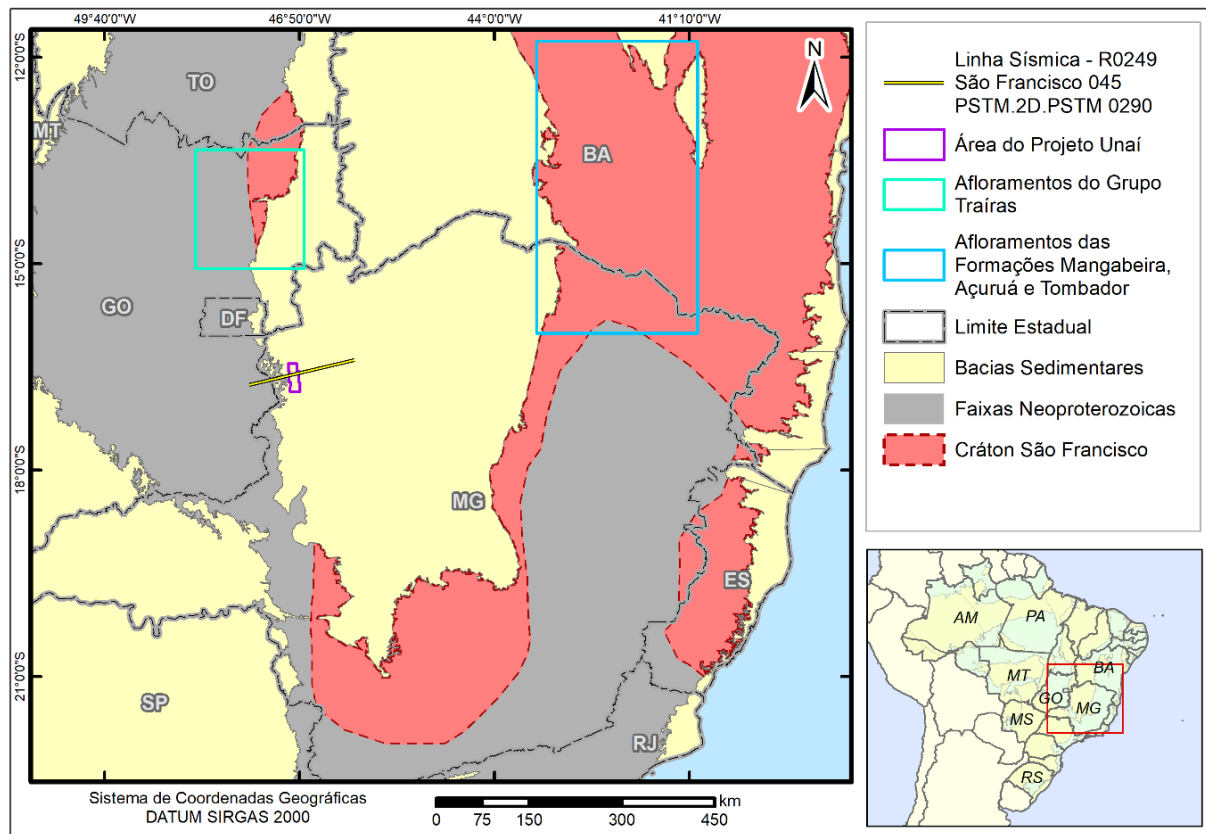 49°40'0"W 46°50'0"W 44°0'0"W 41°10'0"W
12°0'0"S
15°0'0"S
18°0'0"S
21°0'0"S
N
TO
MT
BA
GO
DF
MG
ES
SP
RJ
Linha Sísmica - R0249
São Francisco 045
PSTM.2D.PSTM 0290
Área do Projeto Unaí
Afloramentos do Grupo
Traíras
Afloramentos das
Formações Mangabeira,
Açuruá e Tombador
Limite Estadual
Bacias Sedimentares
Faixas Neoproterozoicas
Cráton São Francisco
AM
PA
BA
MT
GO
MG
MS
RS
Sistema de Coordenadas Geográficas
DATUM SIRGAS 2000
km
0 75 150 300 450